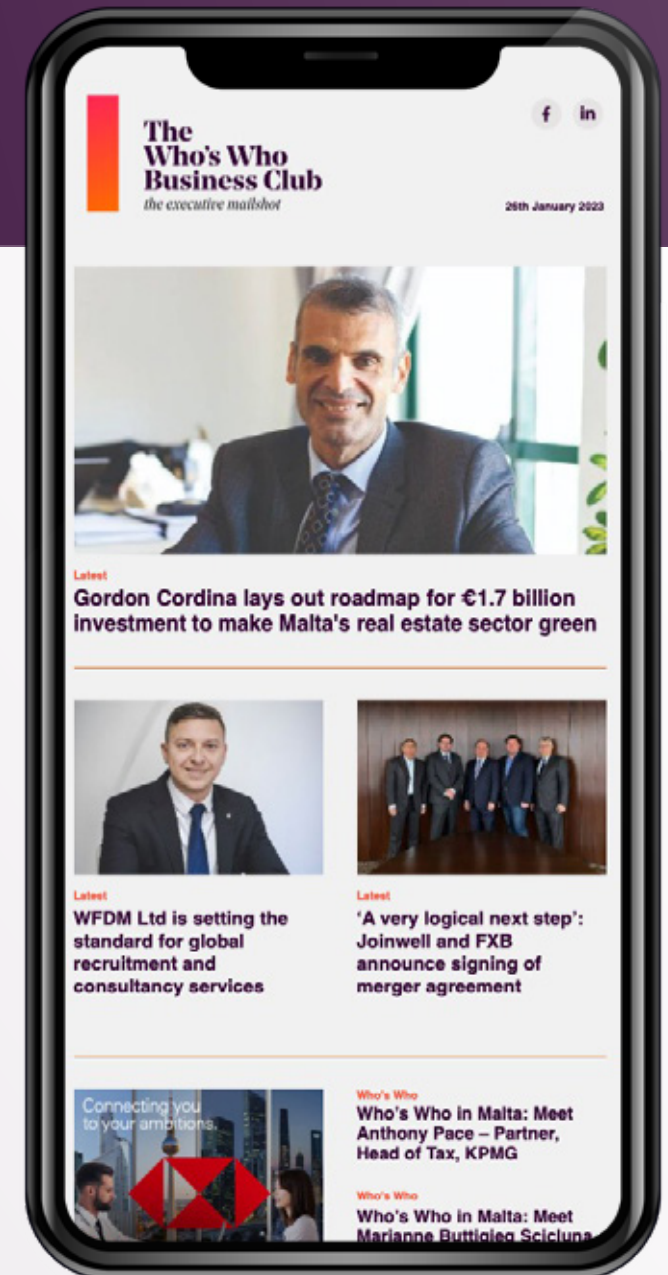 The
Who's Who
Business Club
the executive mailshot
f in
26th January 2023
Latest
Gordon Cordina lays out roadmap for €1.7 billion
investment to make Malta's real estate sector green
Latest
WFDM Ltd is setting the
standard for global
recruitment and
consultancy services
Latest
‘A very logical next step’:
Joinwell and FXB
announce signing of
merger agreement
Connecting you
to your ambitions.
Who's Who
Who's Who in Malta: Meet
Anthony Pace – Partner,
Head of Tax, KPMG
Who's Who
Who's Who in Malta: Meet
Marianne Buttigieg Scicluna